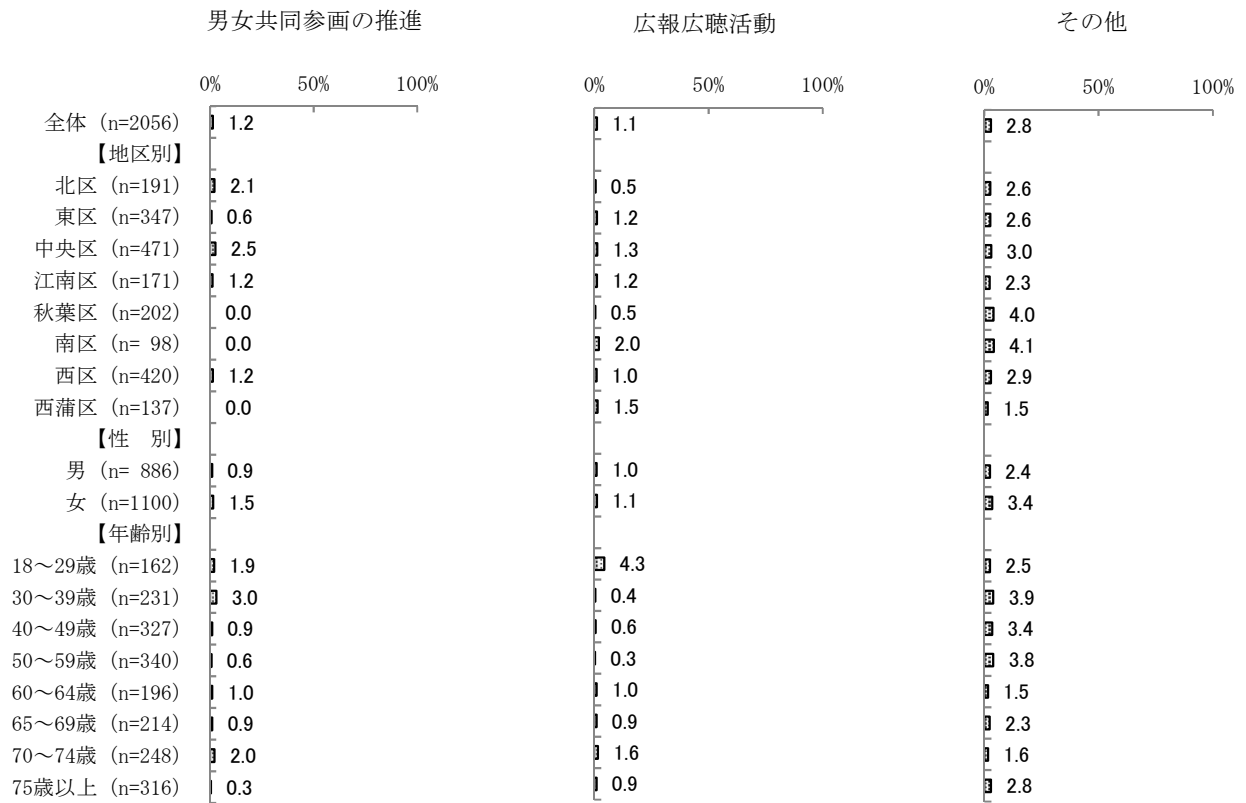 男女共同参画の推進 広報広聴活動 その他
0% 50% 100% 0% 50% 100% 0% 50% 100%
全体 (n=2056) 1.2 1.1 2.8
【地区別】
北区 (n=191) 2.1 0.5 2.6
東区 (n=347) 0.6 1.2 2.6
中央区 (n=471) 2.5 1.3 3.0
江南区 (n=171) 1.2 1.2 2.3
秋葉区 (n=202) 0.0 0.5 4.0
南区 (n= 98) 0.0 2.0 4.1
西区 (n=420) 1.2 1.0 2.9
西蒲区 (n=137) 0.0 1.5 1.5
【性　別】
男 (n= 886) 0.9 1.0 2.4
女 (n=1100) 1.5 1.1 3.4
【年齢別】
18～29歳 (n=162) 1.9 4.3 2.5
30～39歳 (n=231) 3.0 0.4 3.9
40～49歳 (n=327) 0.9 0.6 3.4
50～59歳 (n=340) 0.6 0.3 3.8
60～64歳 (n=196) 1.0 1.0 1.5
65～69歳 (n=214) 0.9 0.9 2.3
70～74歳 (n=248) 2.0 1.6 1.6
75歳以上 (n=316) 0.3 0.9 2.8